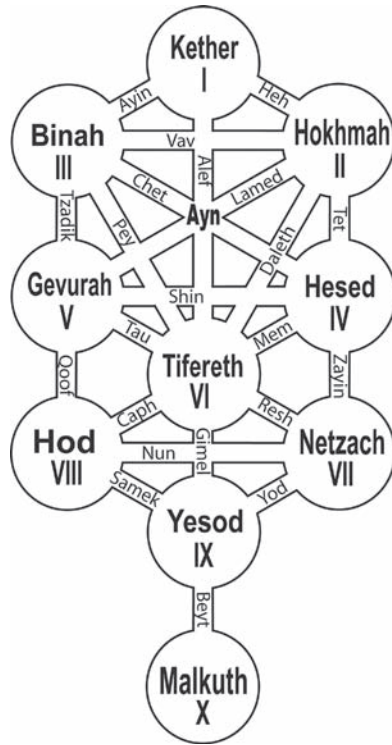 Kether
I
Ayin
Heh
Binah
III
Hokhmah
II
Vav
Alef
Chet
Lamed
Tzadik
Pey
Ayn
Daleth
Tet
Gevurah
V
Shin
Hesed
IV
Tau
Mem
Tifereth
VI
Qoof
Zayin
Caph
Resh
Hod
VIII
Gimel
Netzach
VII
Nun
Samek
Yod
Yesod
IX
Beyt
Malkuth
X